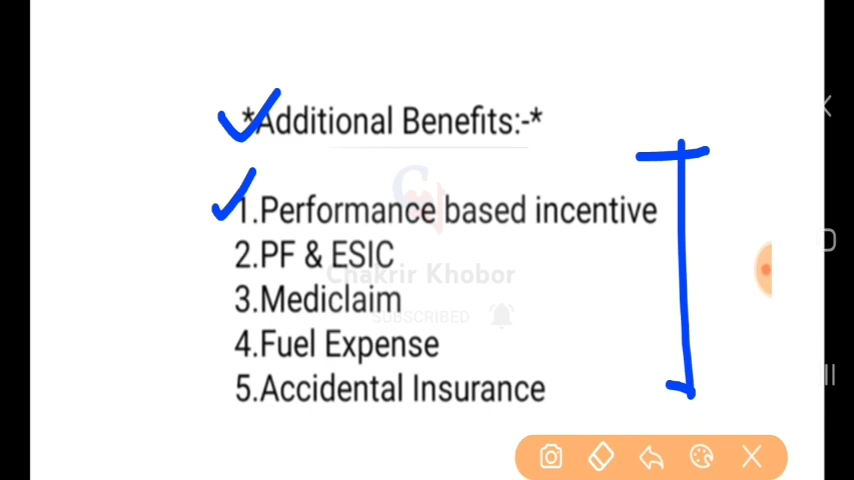 *Additional Benefits:-*
1.Performance based incentive
2.PF & ESIC
Chakrir Khobor
3.Mediclaim
SUBSCRIBED
4.Fuel Expense
5.Accidental Insurance